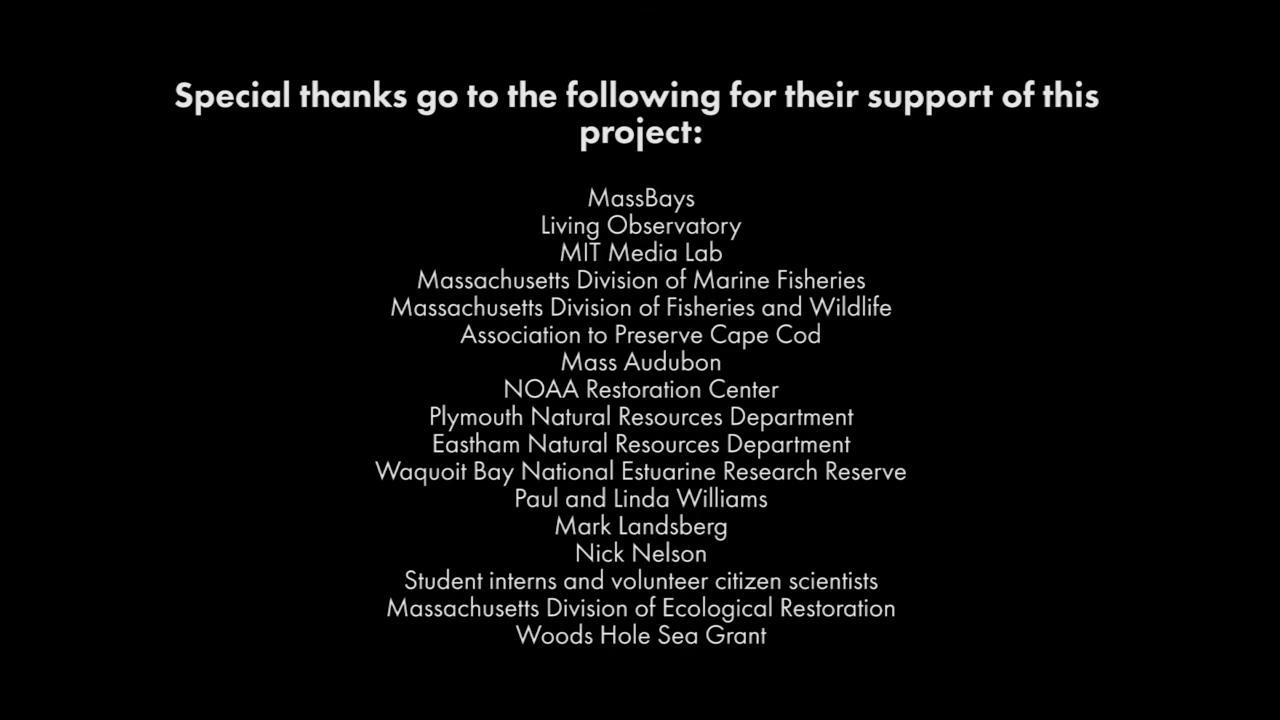 Special thanks go to the following for their support of this
project:
MassBays
Living Observatory
MIT Media Lab
Massachusetts Division of Marine Fisheries
Massachusetts Division of Fisheries and Wildlife
Association to Preserve Cape Cod
Mass Audubon
NOAA Restoration Center
Plymouth Natural Resources Department
Eastham Natural Resources Department
Waquoit Bay National Estuarine Research Reserve
Paul and Linda Williams
Mark Landsberg
Nick Nelson
Student interns and volunteer citizen scientists
Massachusetts Division of Ecological Restoration
Woods Hole Sea Grant